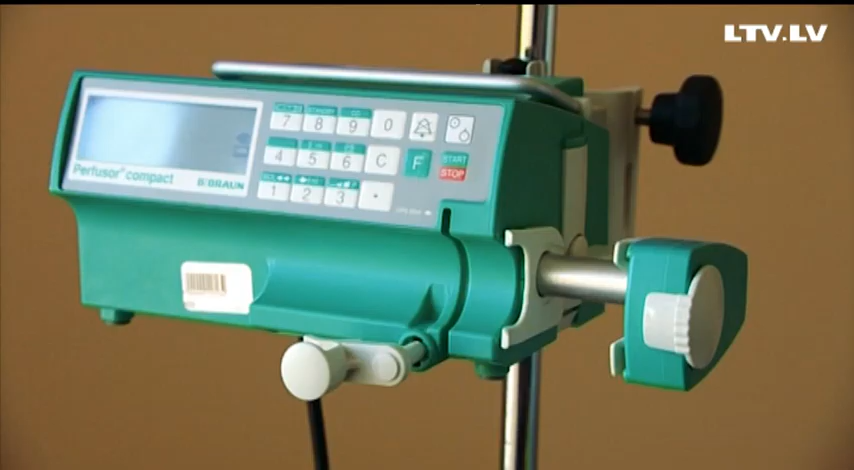 LTV.LV
7 8 9 0
4 5 6 C F START
STOP
1 2 3 .
Perfusor® compact B|BRAUN